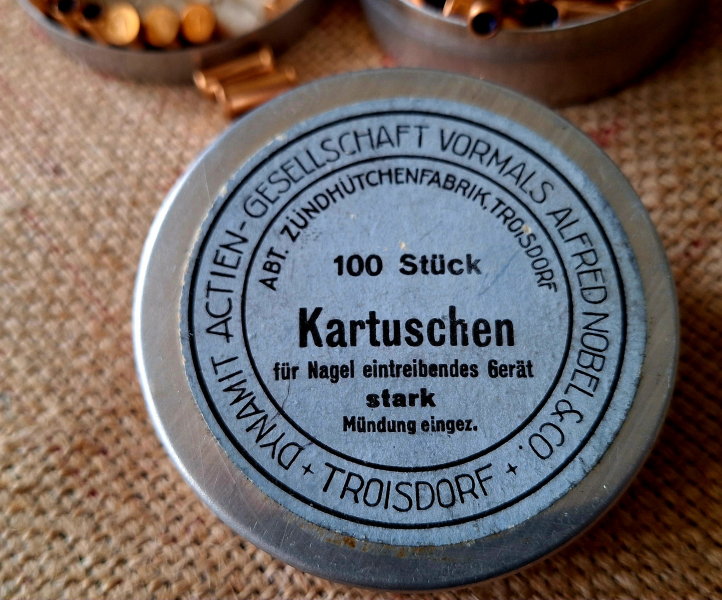 DYNAMIT ACTIEN-GESELLSCHAFT VORMALS ALFRED NOBEL & CO.
+ TROISDORF +
ABT. ZÜNDHÜTCHENFABRIK, TROISDORF
100 Stück
Kartuschen
für Nagel eintreibendes Gerät
stark
Mündung eingez.